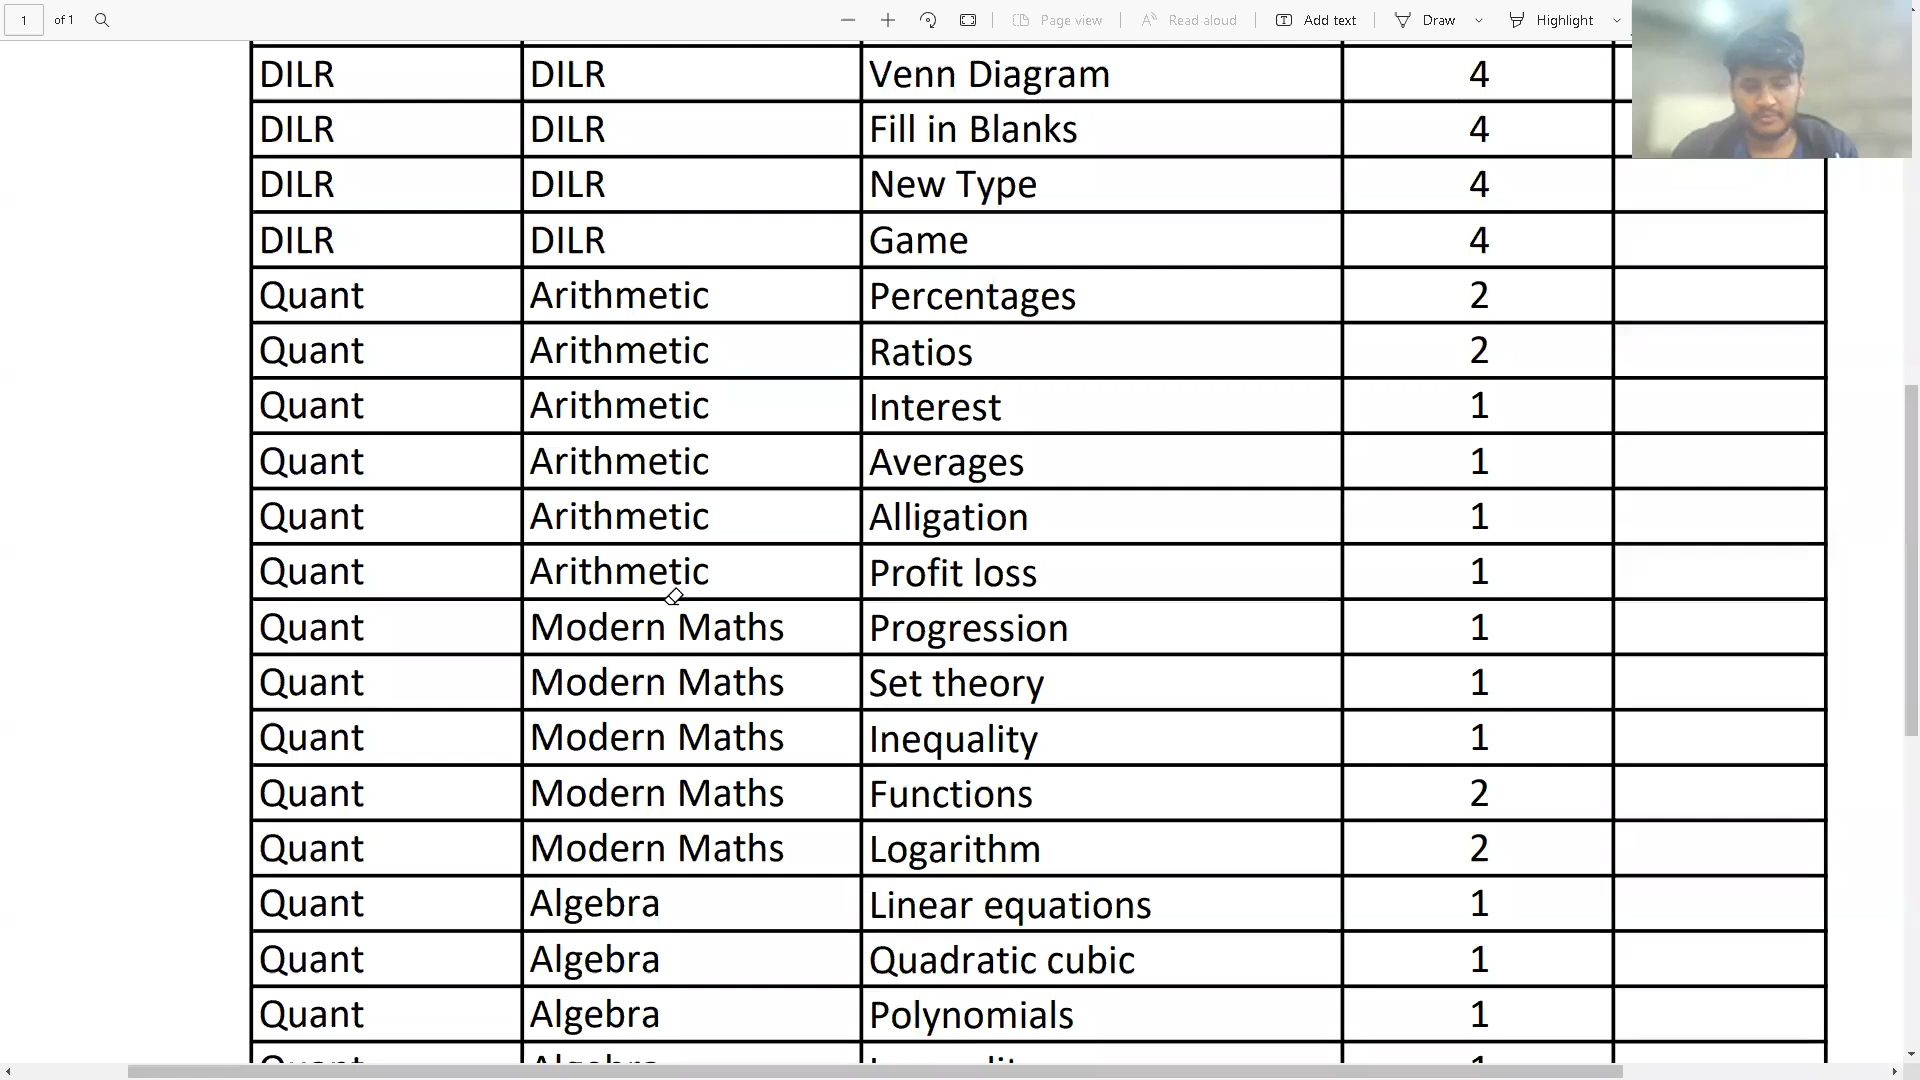 1 of 1 Page view Read aloud Add text Draw Highlight
DILR DILR Venn Diagram 4
DILR DILR Fill in Blanks 4
DILR DILR New Type 4
DILR DILR Game 4
Quant Arithmetic Percentages 2
Quant Arithmetic Ratios 2
Quant Arithmetic Interest 1
Quant Arithmetic Averages 1
Quant Arithmetic Alligation 1
Quant Arithmetic Profit loss 1
Quant Modern Maths Progression 1
Quant Modern Maths Set theory 1
Quant Modern Maths Inequality 1
Quant Modern Maths Functions 2
Quant Modern Maths Logarithm 2
Quant Algebra Linear equations 1
Quant Algebra Quadratic cubic 1
Quant Algebra Polynomials 1